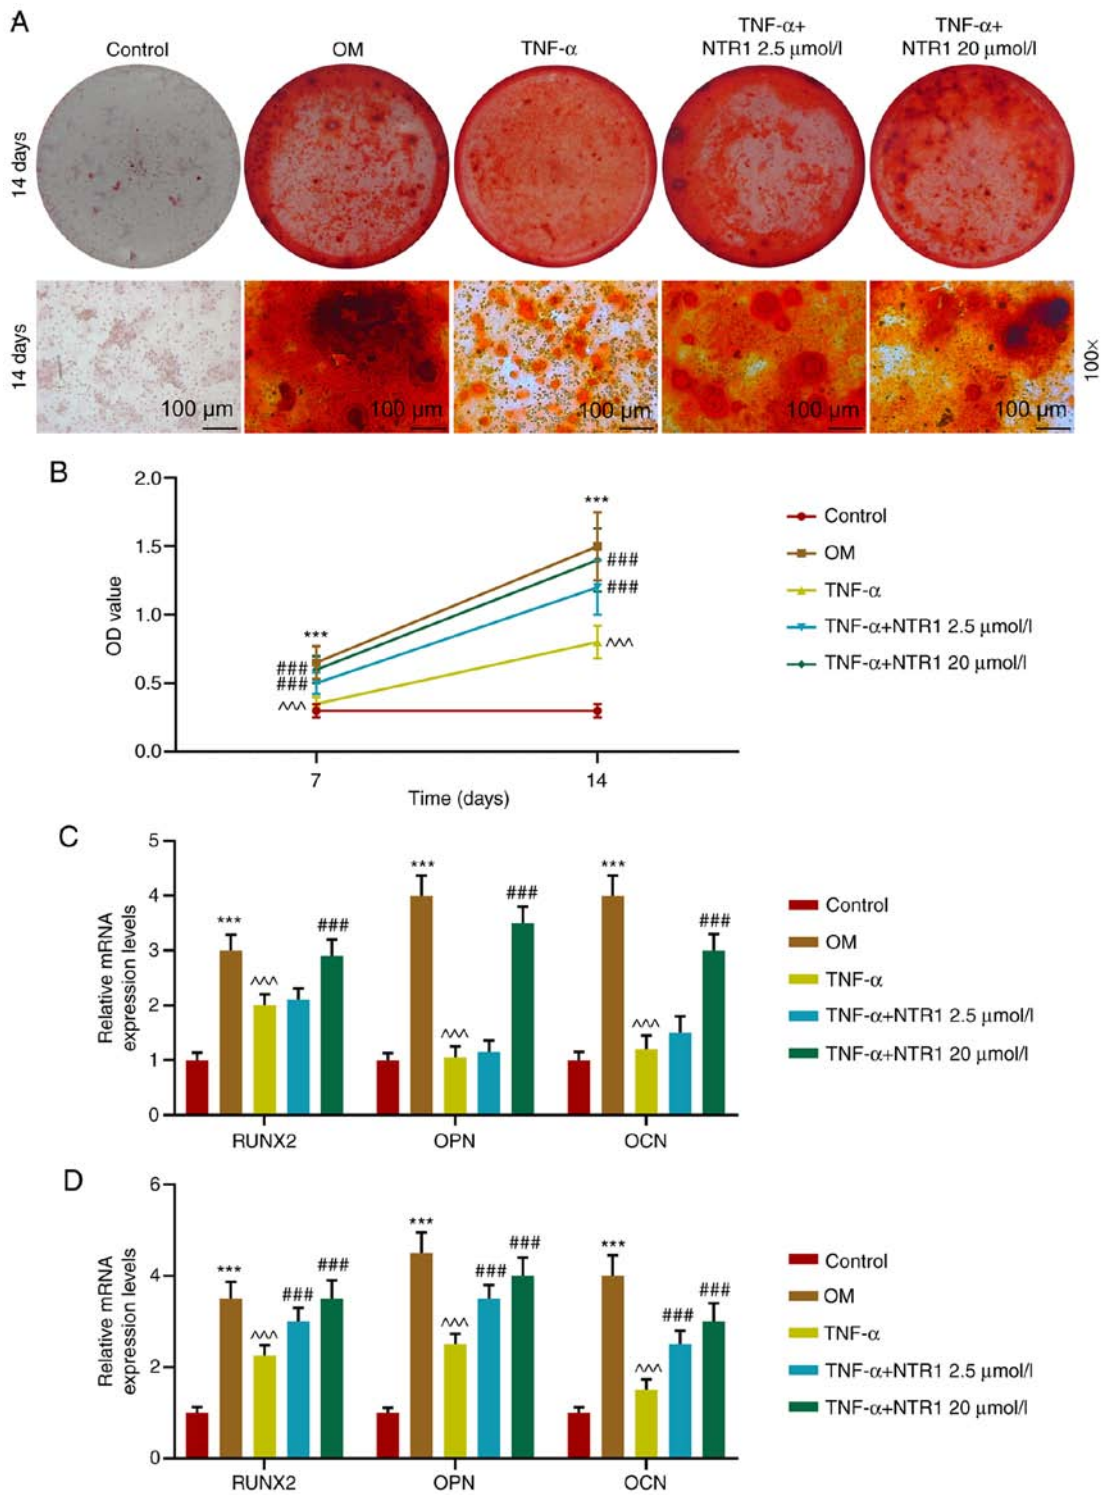 A
Control
OM
TNF-α
TNF-α+
NTR1 2.5 μmol/l
TNF-α+
NTR1 20 μmol/l
14 days
14 days
100 μm
100 μm
100 μm
100 μm
100 μm
100×
B
2.0
1.5
1.0
0.5
0.0
OD value
***
###
###
^^^
***
###
###
^^^
7
14
Time (days)
Control
OM
TNF-α
TNF-α+NTR1 2.5 μmol/l
TNF-α+NTR1 20 μmol/l
C
5
4
3
2
1
0
Relative mRNA
expression levels
***
^^^
###
***
^^^
###
***
^^^
###
RUNX2
OPN
OCN
Control
OM
TNF-α
TNF-α+NTR1 2.5 μmol/l
TNF-α+NTR1 20 μmol/l
D
6
4
2
0
Relative mRNA
expression levels
***
^^^
###
###
***
^^^
###
###
***
^^^
###
###
RUNX2
OPN
OCN
Control
OM
TNF-α
TNF-α+NTR1 2.5 μmol/l
TNF-α+NTR1 20 μmol/l